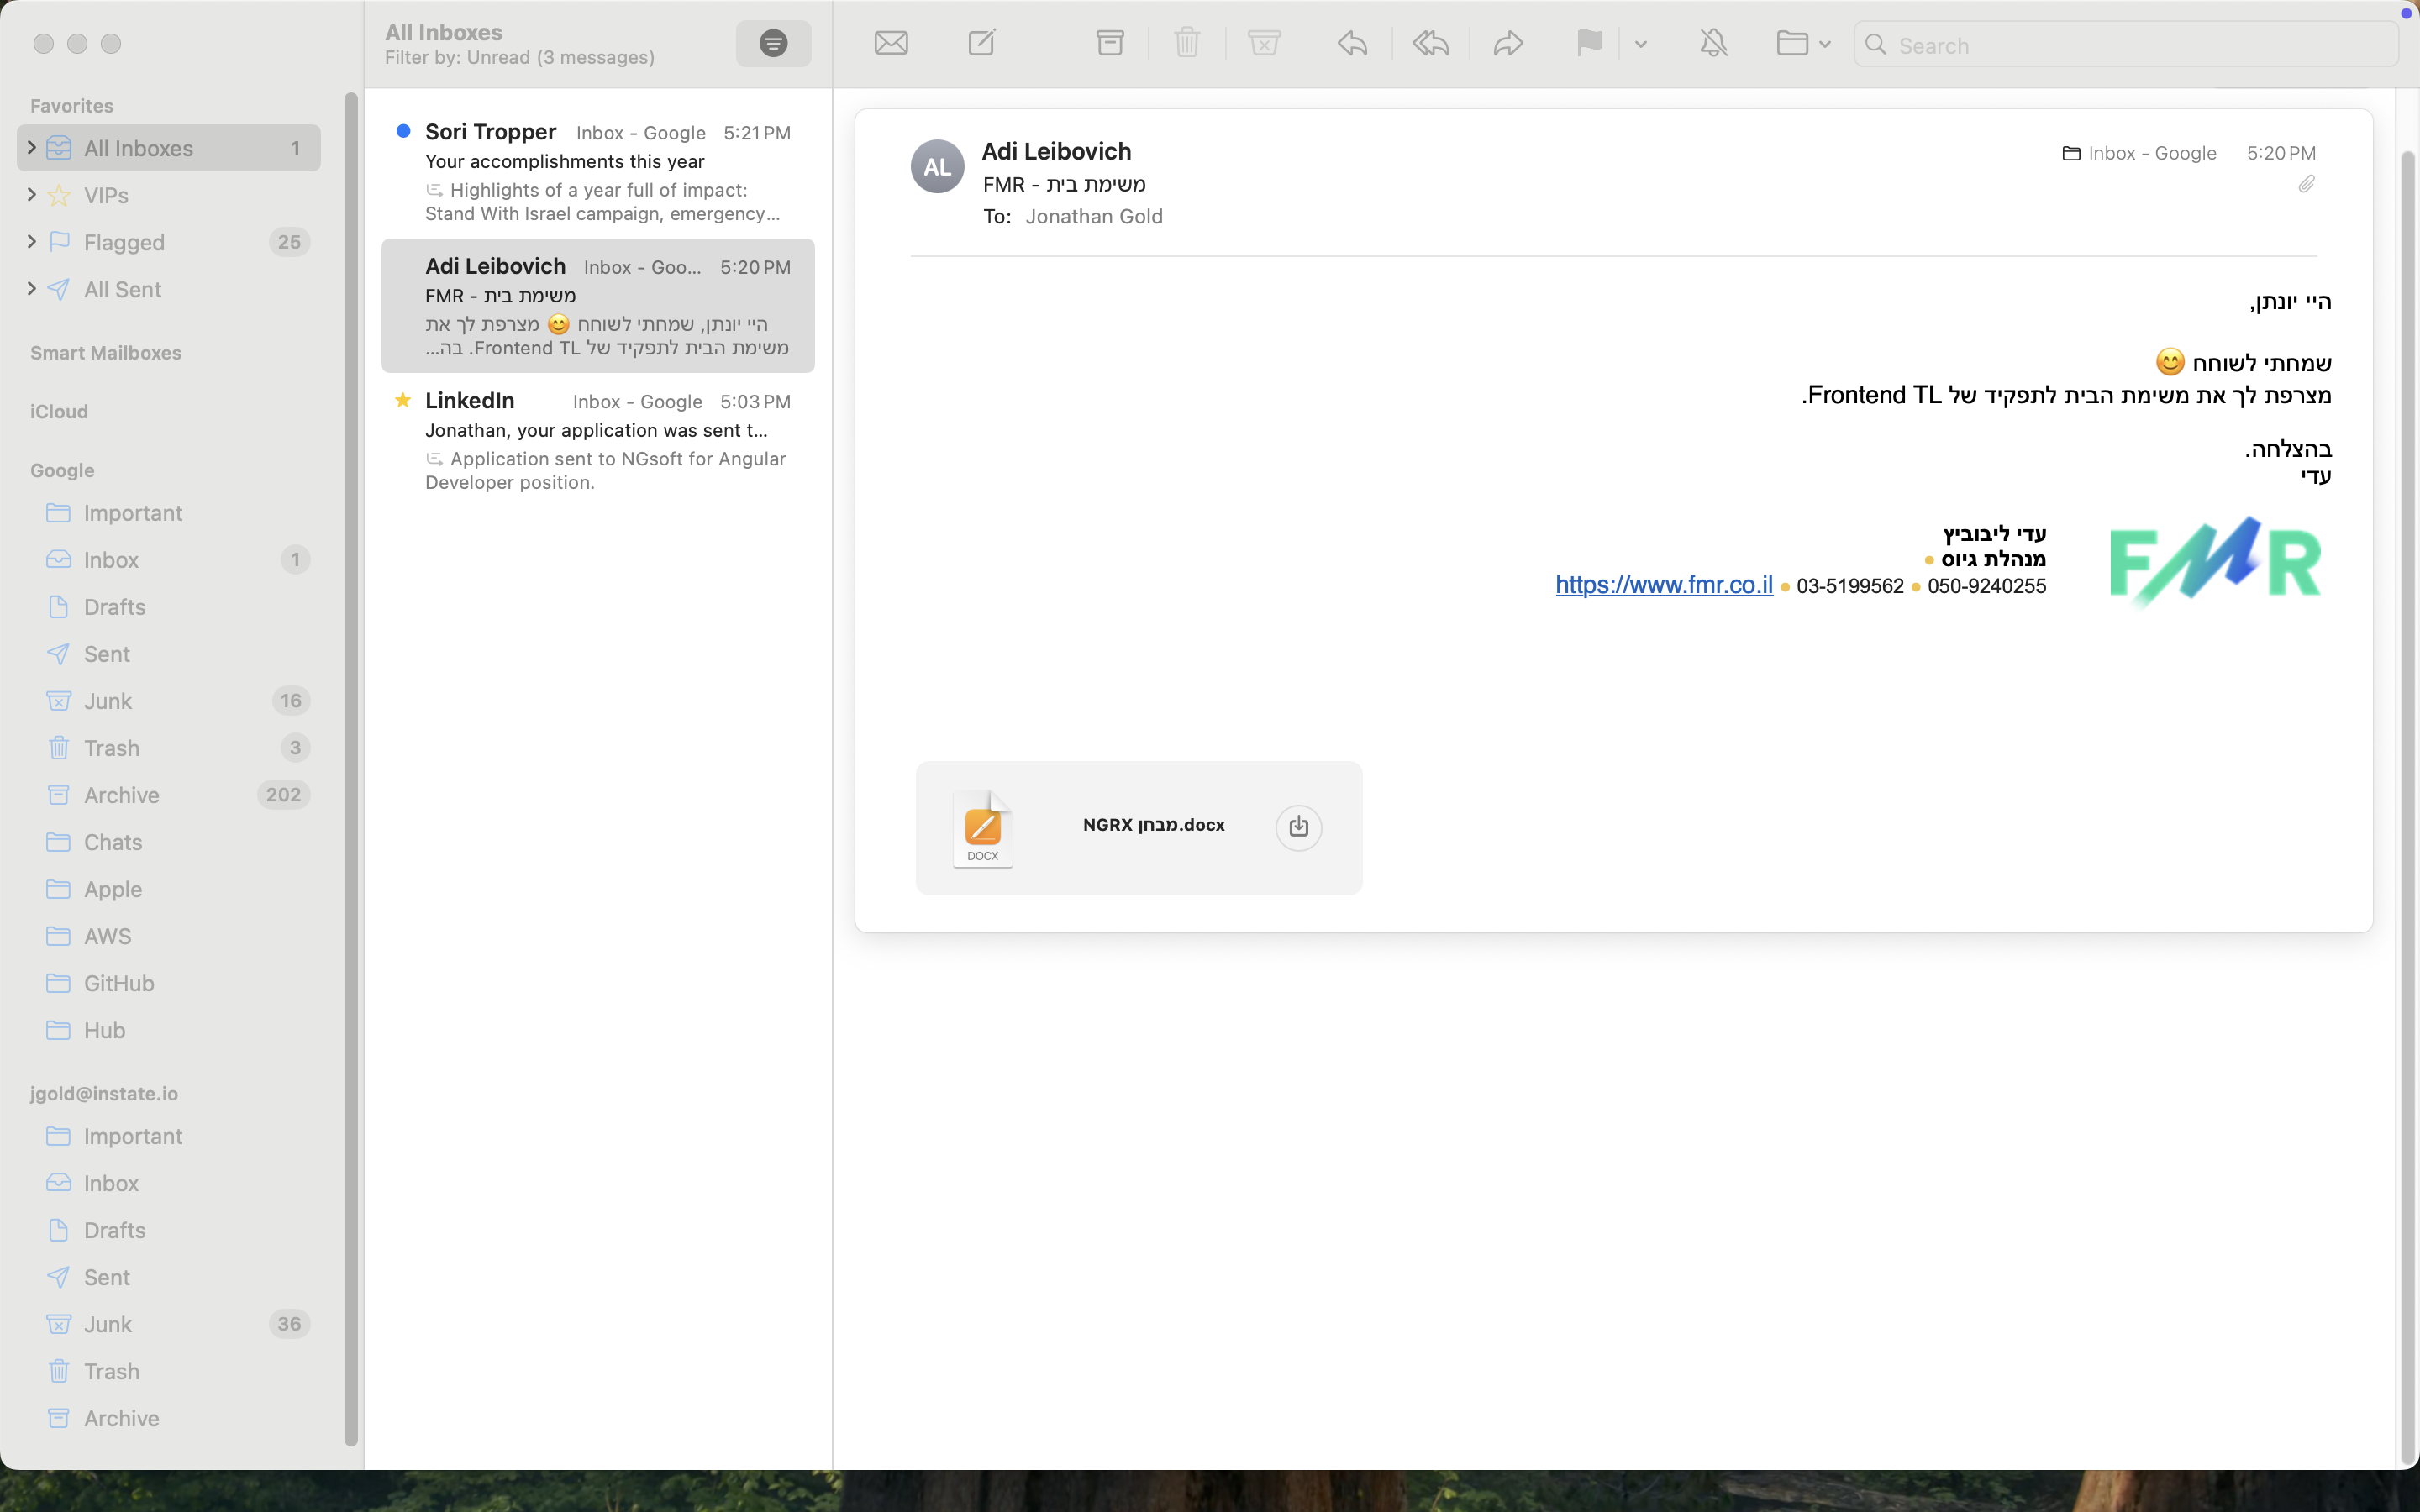 All Inboxes
Filter by: Unread (3 messages)
Search
Favorites
All Inboxes 1
VIPs
Flagged 25
All Sent
Smart Mailboxes
iCloud
Google
Important
Inbox 1
Drafts
Sent
Junk 16
Trash 3
Archive 202
Chats
Apple
AWS
GitHub
Hub
jgold@instate.io
Important
Inbox
Drafts
Sent
Junk 36
Trash
Archive
Sori Tropper Inbox - Google 5:21 PM
Your accomplishments this year
Highlights of a year full of impact:
Stand With Israel campaign, emergency...
Adi Leibovich Inbox - Goo... 5:20 PM
FMR - משימת בית
היי יונתן, שמחתי לשוחח 😊 מצרפת לך את
משימת הבית לתפקיד של Frontend TL. בה...
LinkedIn Inbox - Google 5:03 PM
Jonathan, your application was sent t...
Application sent to NGsoft for Angular
Developer position.
AL
Adi Leibovich Inbox - Google 5:20 PM
FMR - משימת בית
To: Jonathan Gold
היי יונתן,
שמחתי לשוחח 😊
מצרפת לך את משימת הבית לתפקיד של Frontend TL.
בהצלחה.
עדי
FMR
עדי ליבוביץ
מנהלת גיוס •
050-9240255 • 03-5199562 • https://www.fmr.co.il
DOCX
NGRX מבחן.docx